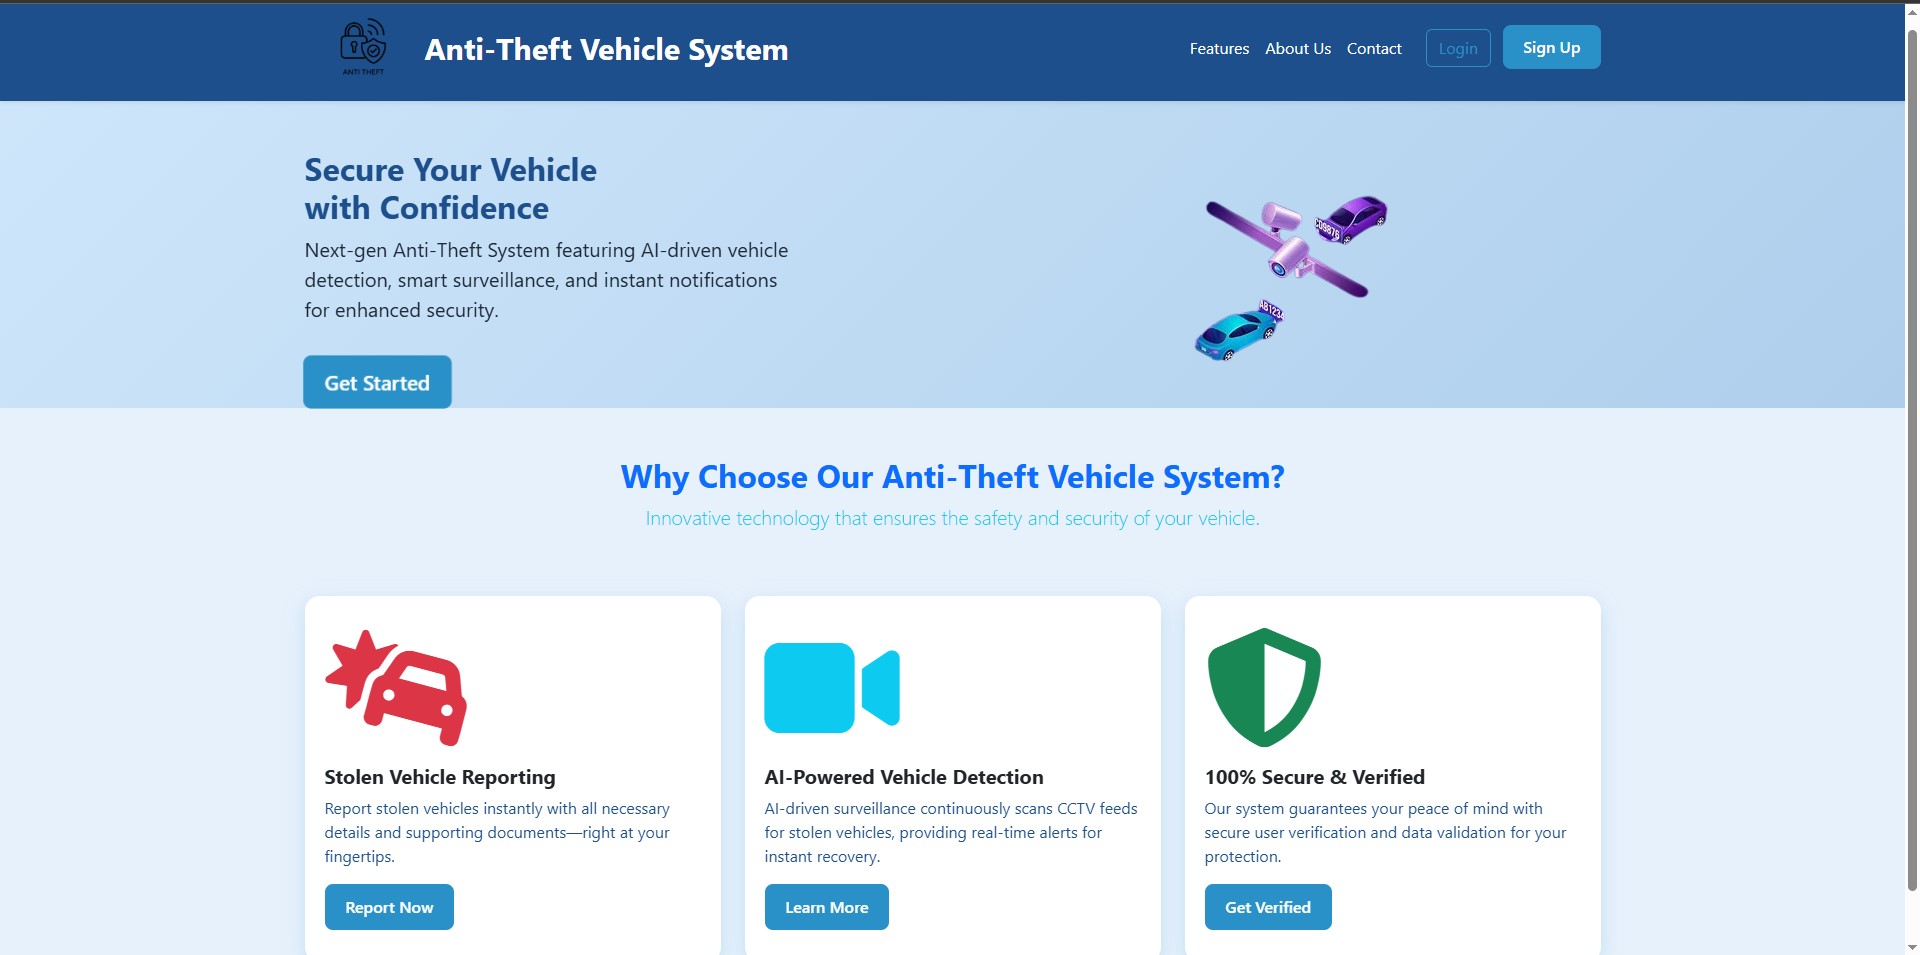 ANTI THEFT
Anti-Theft Vehicle System
Features
About Us
Contact
Login
Sign Up
Secure Your Vehicle
with Confidence
Next-gen Anti-Theft System featuring AI-driven vehicle
detection, smart surveillance, and instant notifications
for enhanced security.
Get Started
CD9876
AB1234
Why Choose Our Anti-Theft Vehicle System?
Innovative technology that ensures the safety and security of your vehicle.
Stolen Vehicle Reporting
Report stolen vehicles instantly with all necessary
details and supporting documents—right at your
fingertips.
Report Now
AI-Powered Vehicle Detection
AI-driven surveillance continuously scans CCTV feeds
for stolen vehicles, providing real-time alerts for
instant recovery.
Learn More
100% Secure & Verified
Our system guarantees your peace of mind with
secure user verification and data validation for your
protection.
Get Verified